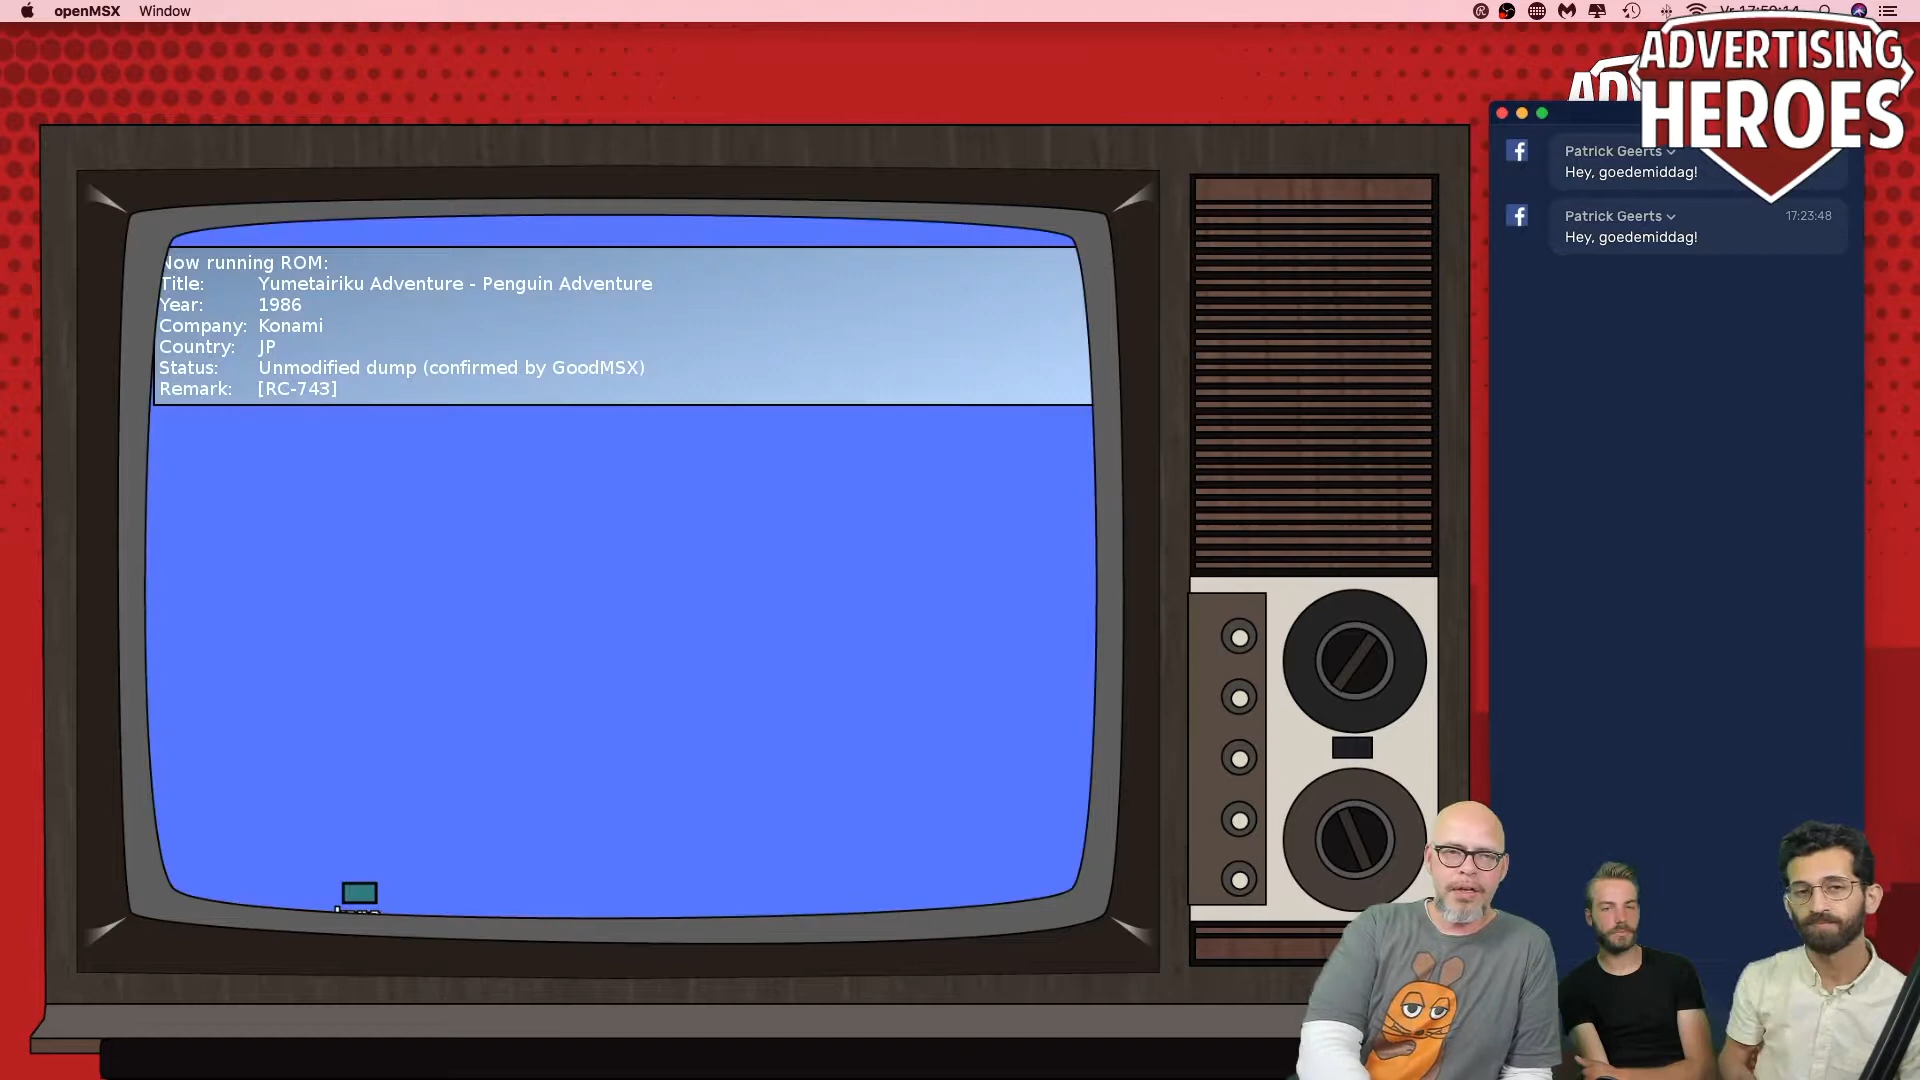 openMSX Window
ADVERTISING
HEROES
Patrick Geerts
Hey, goedemiddag!
Patrick Geerts 17:23:48
Hey, goedemiddag!
Now running ROM:
Title: Yumetairiku Adventure - Penguin Adventure
Year: 1986
Company: Konami
Country: JP
Status: Unmodified dump (confirmed by GoodMSX)
Remark: [RC-743]